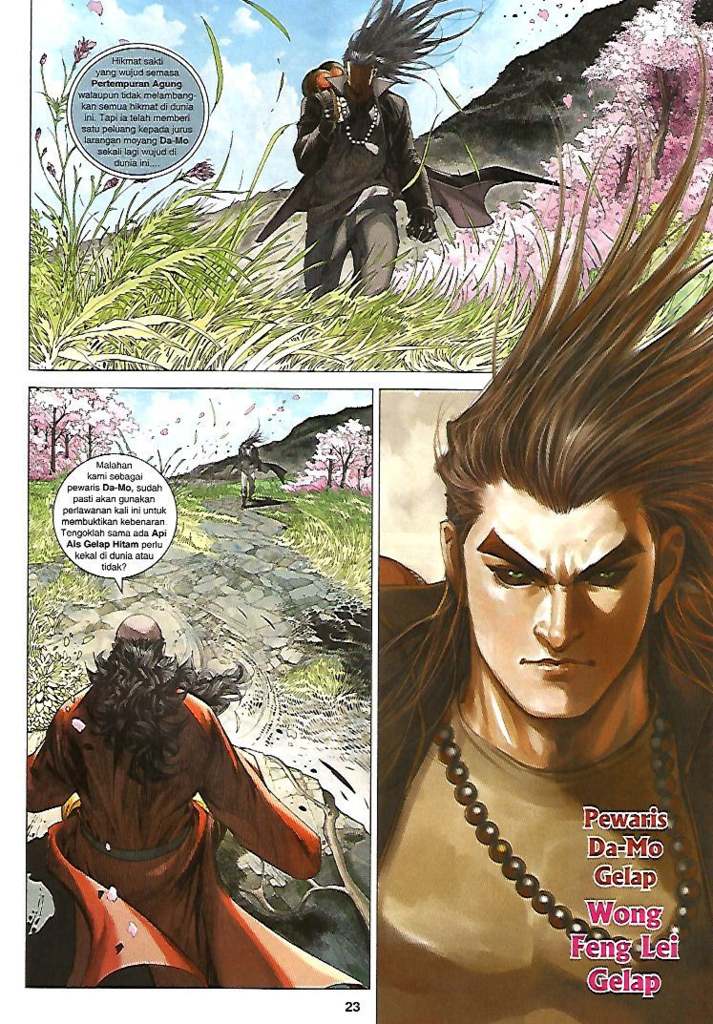 Hikmat sakti
yang wujud semasa
Pertempuran Agung
walaupun tidak melambang
kan semua hikmat di dunia
ini. Tapi ia telah memberi
satu peluang kepada jurus
larangan moyang Da-Mo
sekali lagi wujud di
dunia ini....
Malahan
kami sebagai
pewaris Da-Mo, sudah
pasti akan gunakan
perlawanan kali ini untuk
membuktikan kebenaran.
Tengoklah sama ada Api
Ais Gelap Hitam perlu
kekal di dunia atau
tidak?
Pewaris
Da-Mo
Gelap
Wong
Feng Lei
Gelap
23